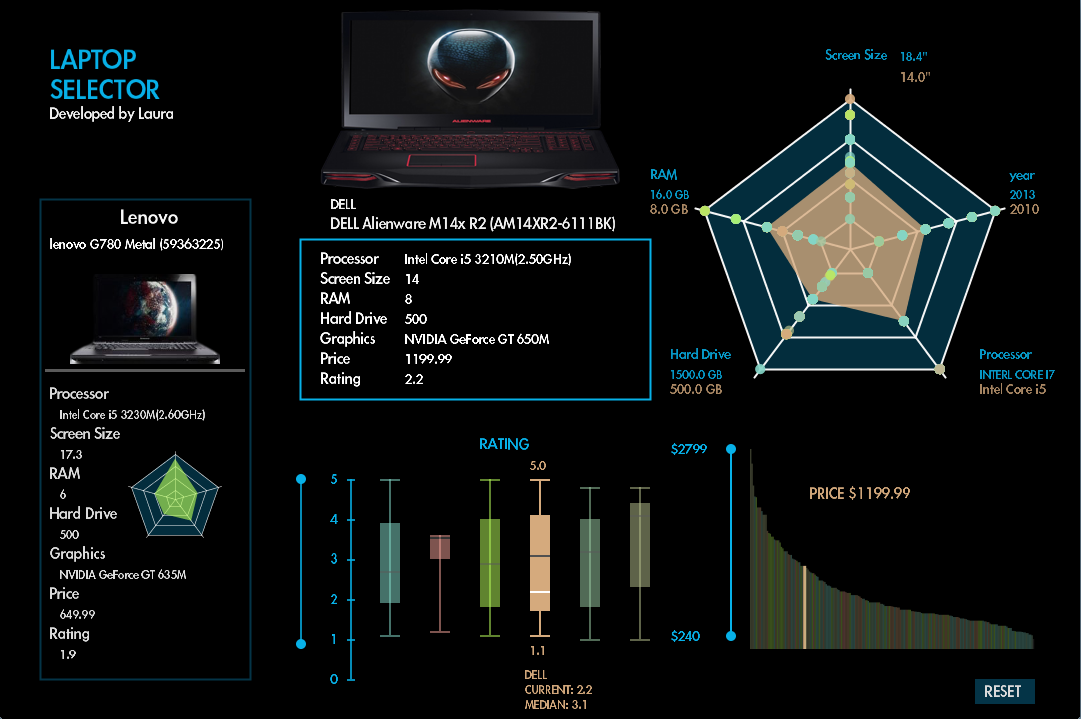 LAPTOP
SELECTOR
Developed by Laura
Lenovo
lenovo G780 Metal (59363225)
Processor
Intel Core i5 3230M(2.60GHz)
Screen Size
17.3
RAM
6
Hard Drive
500
Graphics
NVIDIA GeForce GT 635M
Price
649.99
Rating
1.9
ALIENWARE
DELL
DELL Alienware M14x R2 (AM14XR2-6111BK)
Processor Intel Core i5 3210M(2.50GHz)
Screen Size 14
RAM 8
Hard Drive 500
Graphics NVIDIA GeForce GT 650M
Price 1199.99
Rating 2.2
Screen Size 18.4"
14.0"
RAM
16.0 GB
8.0 GB
year
2013
2010
Hard Drive
1500.0 GB
500.0 GB
Processor
INTERL CORE I7
Intel Core i5
RATING
5.0
5
4
3
2
1
0
1.1
DELL
CURRENT: 2.2
MEDIAN: 3.1
$2799
PRICE $1199.99
$240
RESET